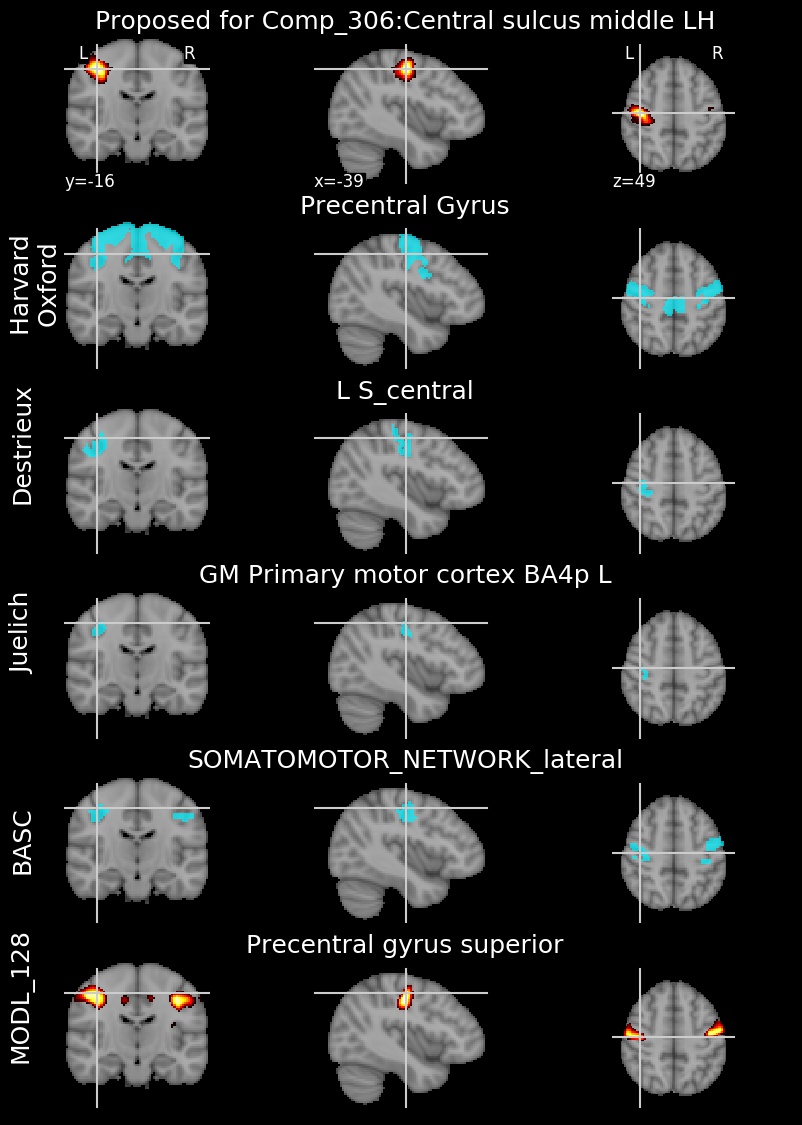 Proposed for Comp_306:Central sulcus middle LH
L R
L R
y=-16
x=-39
z=49
Precentral Gyrus
Harvard
Oxford
L S_central
Destrieux
GM Primary motor cortex BA4p L
Juelich
SOMATOMOTOR_NETWORK_lateral
BASC
Precentral gyrus superior
MODL_128